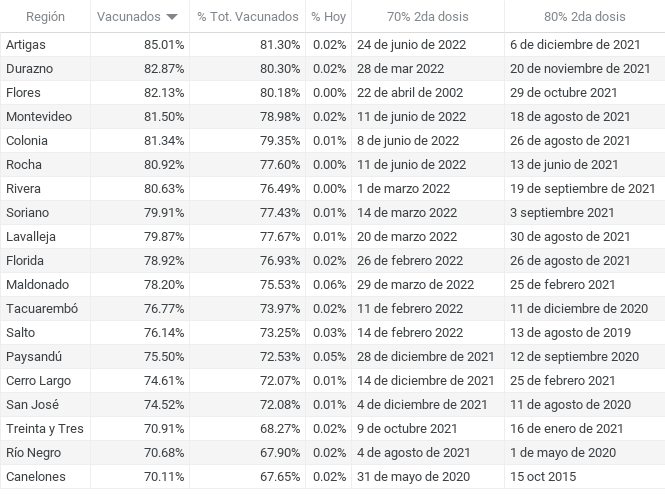 Región Vacunados % Tot. Vacunados % Hoy 70% 2da dosis 80% 2da dosis
Artigas 85.01% 81.30% 0.02% 24 de junio de 2022 6 de diciembre de 2021
Durazno 82.87% 80.30% 0.02% 28 de mar 2022 20 de noviembre de 2021
Flores 82.13% 80.18% 0.00% 22 de abril de 2002 29 de octubre 2021
Montevideo 81.50% 78.98% 0.02% 11 de junio de 2022 18 de agosto de 2021
Colonia 81.34% 79.35% 0.01% 8 de junio de 2022 26 de agosto de 2021
Rocha 80.92% 77.60% 0.00% 11 de junio de 2022 13 de junio de 2021
Rivera 80.63% 76.49% 0.00% 1 de marzo 2022 19 de septiembre de 2021
Soriano 79.91% 77.43% 0.01% 14 de marzo 2022 3 septiembre 2021
Lavalleja 79.87% 77.67% 0.01% 20 de marzo 2022 30 de agosto de 2021
Florida 78.92% 76.93% 0.02% 26 de febrero 2022 26 de agosto de 2021
Maldonado 78.20% 75.53% 0.06% 29 de marzo de 2022 25 de febrero 2021
Tacuarembó 76.77% 73.97% 0.02% 11 de febrero 2022 11 de diciembre de 2020
Salto 76.14% 73.25% 0.03% 14 de febrero 2022 13 de agosto de 2019
Paysandú 75.50% 72.53% 0.05% 28 de diciembre de 2021 12 de septiembre 2020
Cerro Largo 74.61% 72.07% 0.01% 14 de diciembre 2021 25 de febrero 2021
San José 74.52% 72.08% 0.01% 4 de diciembre de 2021 11 de agosto de 2020
Treinta y Tres 70.91% 68.27% 0.02% 9 de octubre 2021 16 de enero de 2021
Río Negro 70.68% 67.90% 0.02% 4 de agosto de 2021 1 de mayo de 2020
Canelones 70.11% 67.65% 0.02% 31 de mayo de 2020 15 oct 2015